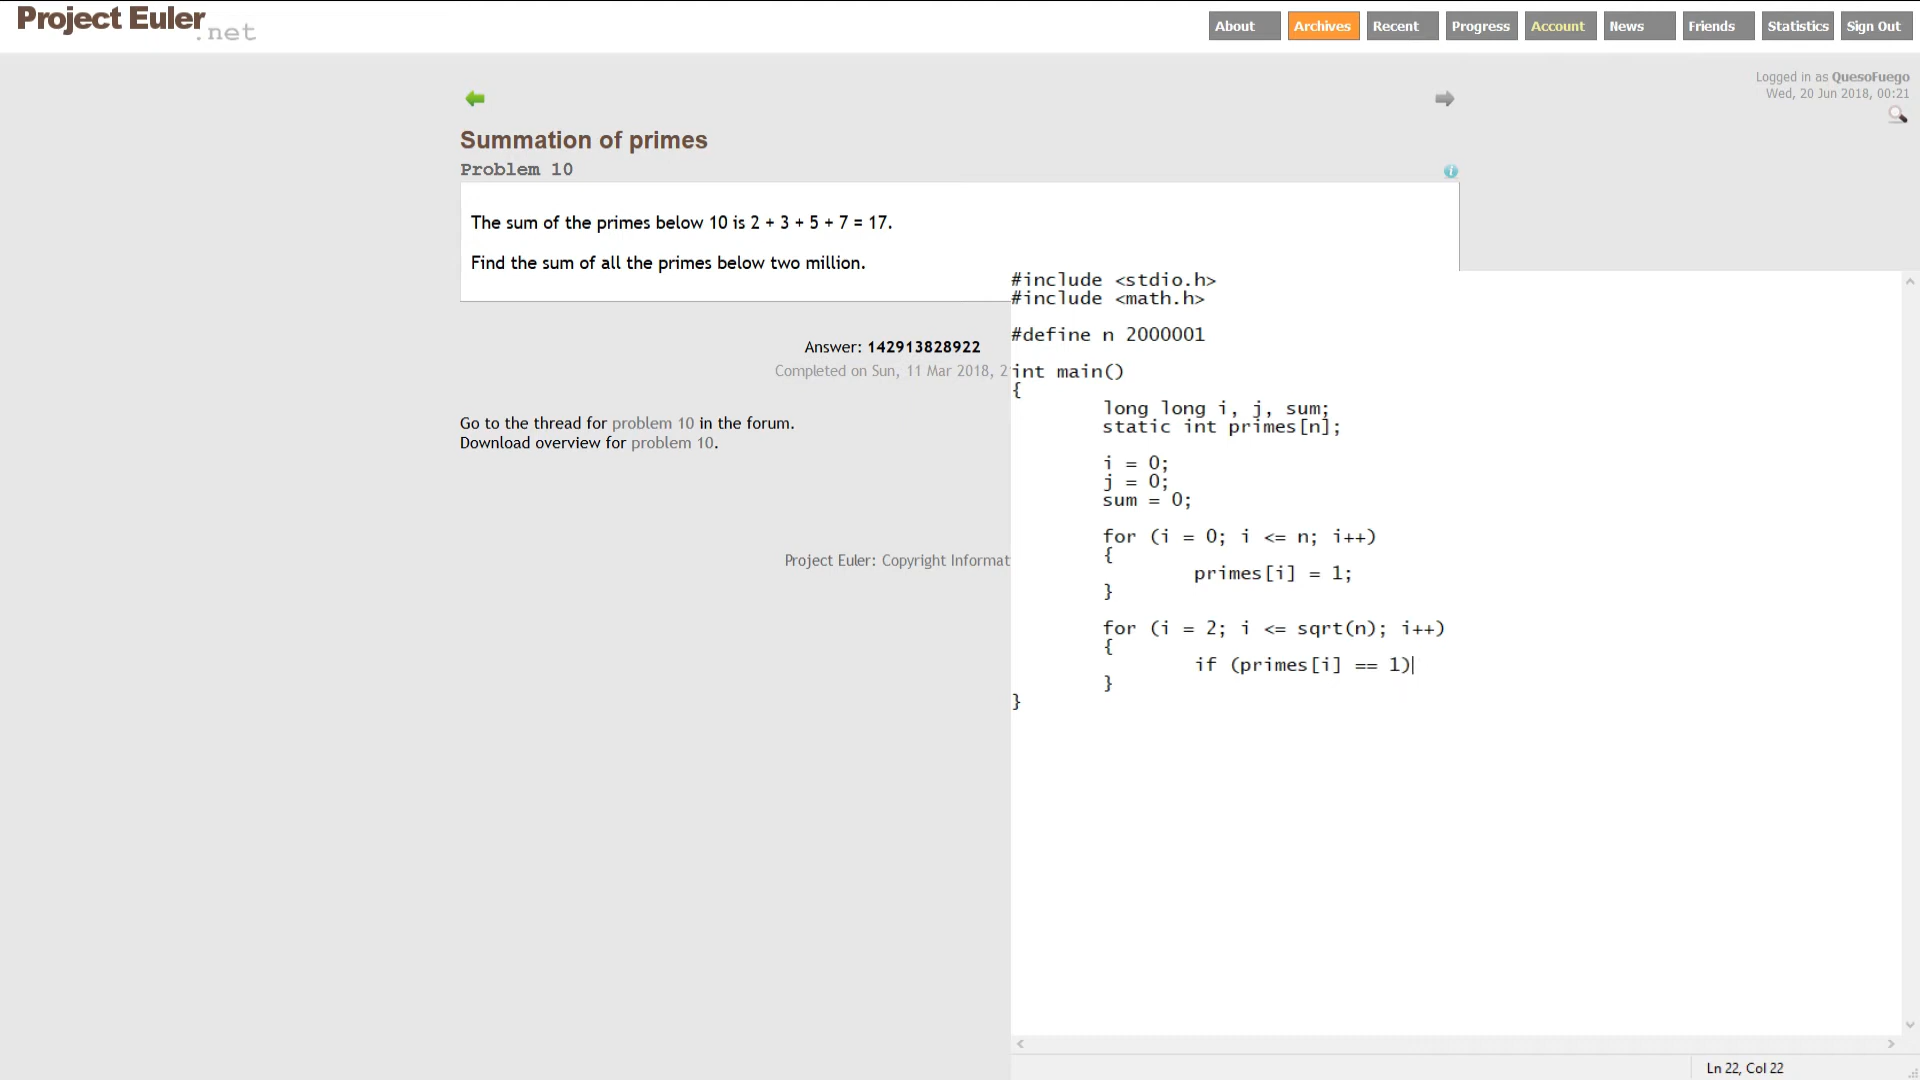 Project Euler
.net
About Archives Recent Progress Account News Friends Statistics Sign Out
Logged in as QuesoFuego
Wed, 20 Jun 2018, 00:21
Summation of primes
Problem 10
The sum of the primes below 10 is 2 + 3 + 5 + 7 = 17.
Find the sum of all the primes below two million.
Answer: 142913828922
Completed on Sun, 11 Mar 2018, 2
Go to the thread for problem 10 in the forum.
Download overview for problem 10.
Project Euler: Copyright Informat
#include <stdio.h>
#include <math.h>
#define n 2000001
int main()
{
long long i, j, sum;
static int primes[n];
i = 0;
j = 0;
sum = 0;
for (i = 0; i <= n; i++)
{
primes[i] = 1;
}
for (i = 2; i <= sqrt(n); i++)
{
if (primes[i] == 1)
}
}
Ln 22, Col 22